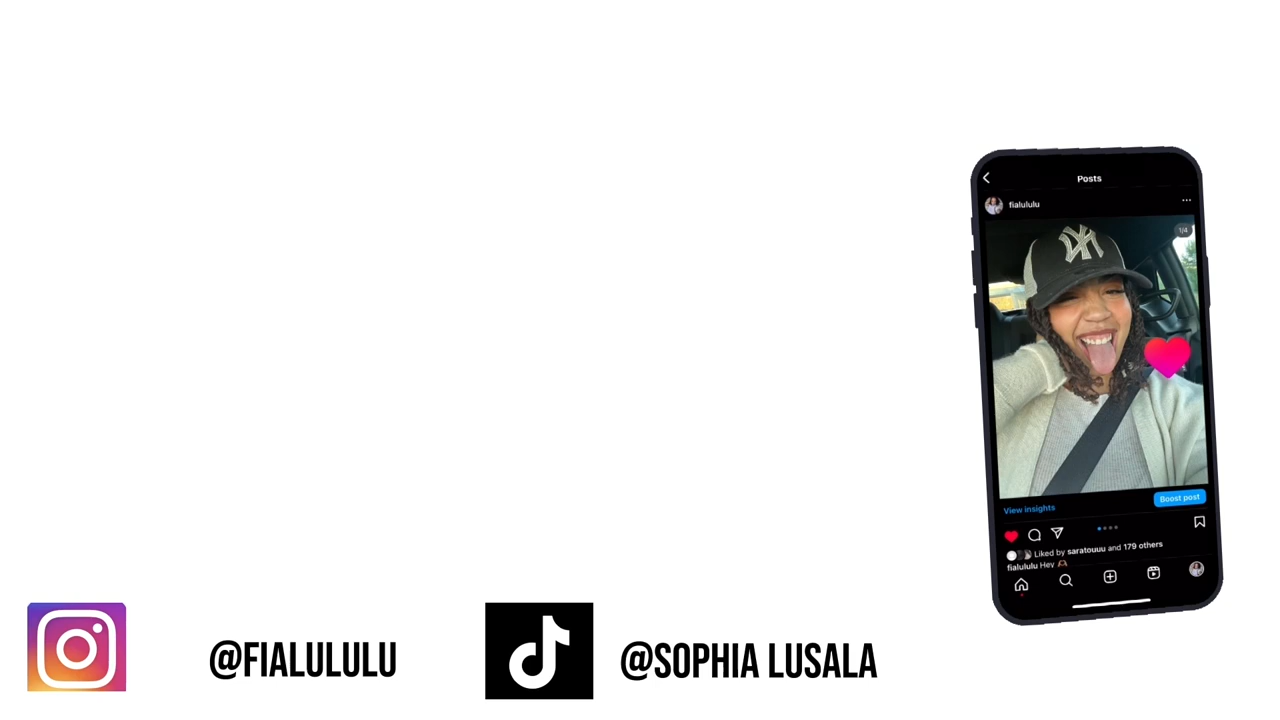 Posts
fialululu
1/4
View insights
Boost post
Liked by saratouuu and 179 others
fialululu Hey
@FIALULULU
@SOPHIA LUSALA